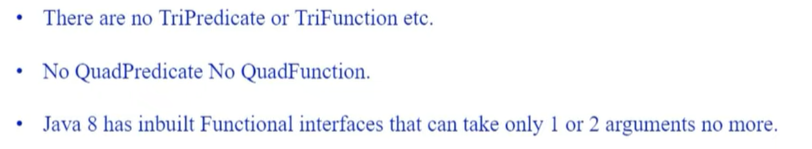 • There are no TriPredicate or TriFunction etc.
• No QuadPredicate No QuadFunction.
• Java 8 has inbuilt Functional interfaces that can take only 1 or 2 arguments no more.